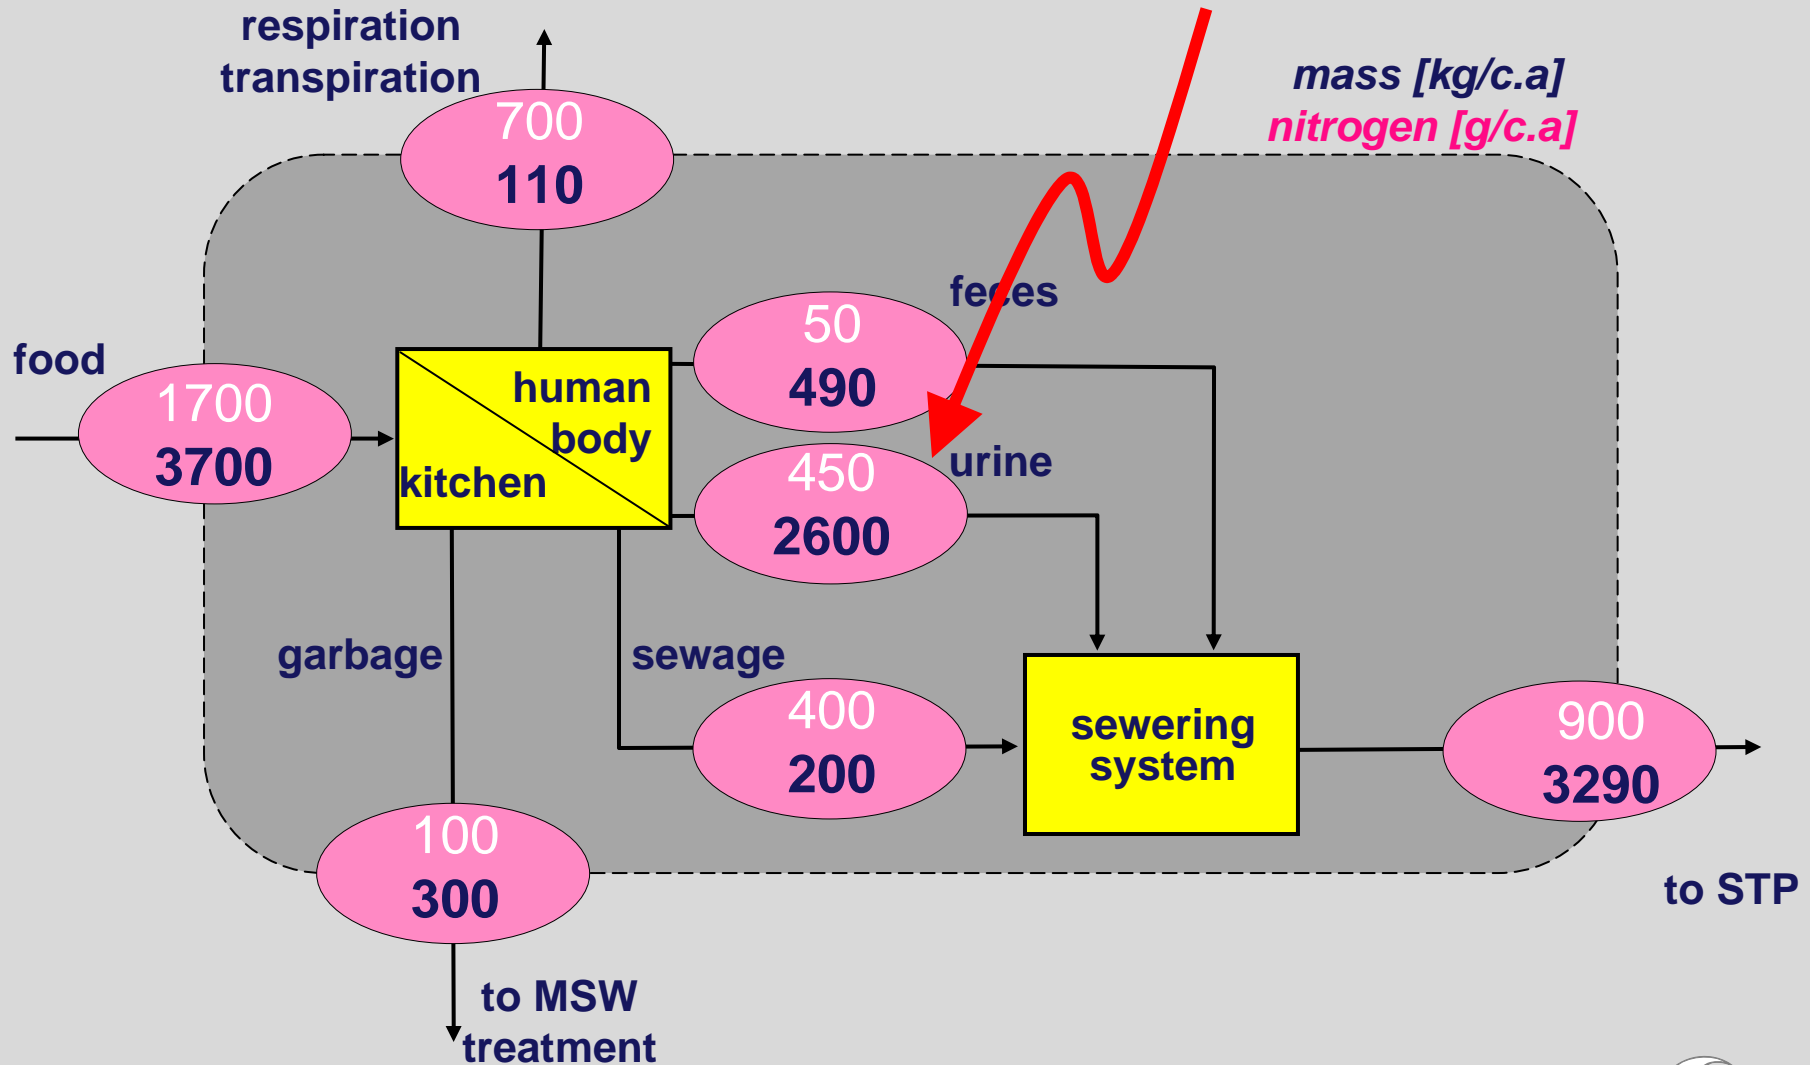 respiration
transpiration
700
110
mass [kg/c.a]
nitrogen [g/c.a]
food
1700
3700
human
body
kitchen
feces
50
490
urine
450
2600
garbage
sewage
400
200
sewering
system
900
3290
100
300
to STP
to MSW
treatment